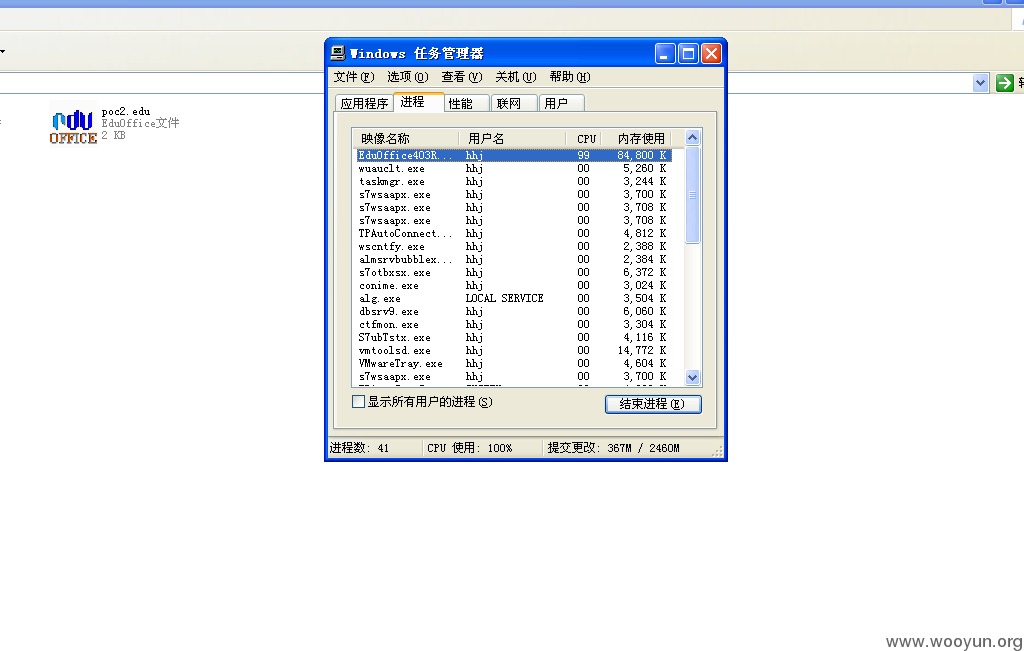 poc2.edu
EduOffice文件
2 KB
edu
OFFICE
Windows 任务管理器
文件(F) 选项(O) 查看(V) 关机(U) 帮助(H)
应用程序 进程 性能 联网 用户
映像名称 用户名 CPU 内存使用
EduOffice403R... hhj 99 84,800 K
wuauclt.exe hhj 00 5,260 K
taskmgr.exe hhj 00 3,244 K
s7wsaapx.exe hhj 00 3,700 K
s7wsaapx.exe hhj 00 3,708 K
s7wsaapx.exe hhj 00 3,708 K
TPAutoConnect... hhj 00 4,812 K
wscntfy.exe hhj 00 2,388 K
almsrvbubblex... hhj 00 2,384 K
s7otbxsx.exe hhj 00 6,372 K
conime.exe hhj 00 3,024 K
alg.exe LOCAL SERVICE 00 3,504 K
dbsrv9.exe hhj 00 6,060 K
ctfmon.exe hhj 00 3,304 K
S7ubTstx.exe hhj 00 4,116 K
vmtoolsd.exe hhj 00 14,772 K
VMwareTray.exe hhj 00 4,604 K
s7wsaapx.exe hhj 00 3,700 K
显示所有用户的进程(S)
结束进程(E)
进程数: 41 CPU 使用: 100% 提交更改: 367M / 2460M
www.wooyun.org